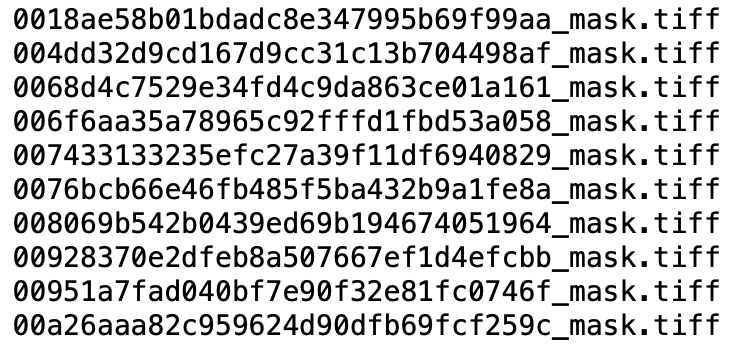 0018ae58b01bdadc8e347995b69f99aa_mask.tiff
004dd32d9cd167d9cc31c13b704498af_mask.tiff
0068d4c7529e34fd4c9da863ce01a161_mask.tiff
006f6aa35a78965c92fffd1fbd53a058_mask.tiff
007433133235efc27a39f11df6940829_mask.tiff
0076bcb66e46fb485f5ba432b9a1fe8a_mask.tiff
008069b542b0439ed69b194674051964_mask.tiff
00928370e2dfeb8a507667ef1d4efcbb_mask.tiff
00951a7fad040bf7e90f32e81fc0746f_mask.tiff
00a26aaa82c959624d90dfb69fcf259c_mask.tiff